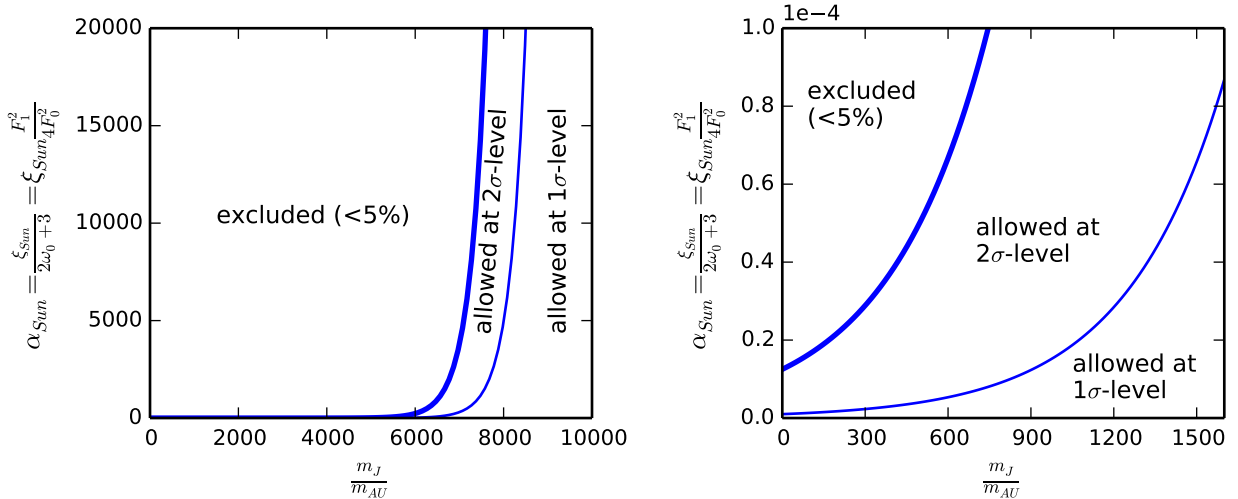 20000
15000
10000
5000
0
0 2000 4000 6000 8000 10000
excluded (<5%)
allowed at 2σ-level
allowed at 1σ-level
α_Sun = ξ_Sun/(2ω_0+3) = ξ_Sun F_1^2/(4F_0^2)
m_J/m_AU
1e−4
1.0
0.8
0.6
0.4
0.2
0.0
0 300 600 900 1200 1500
excluded
(<5%)
allowed at
2σ-level
allowed at
1σ-level
α_Sun = ξ_Sun/(2ω_0+3) = ξ_Sun F_1^2/(4F_0^2)
m_J/m_AU